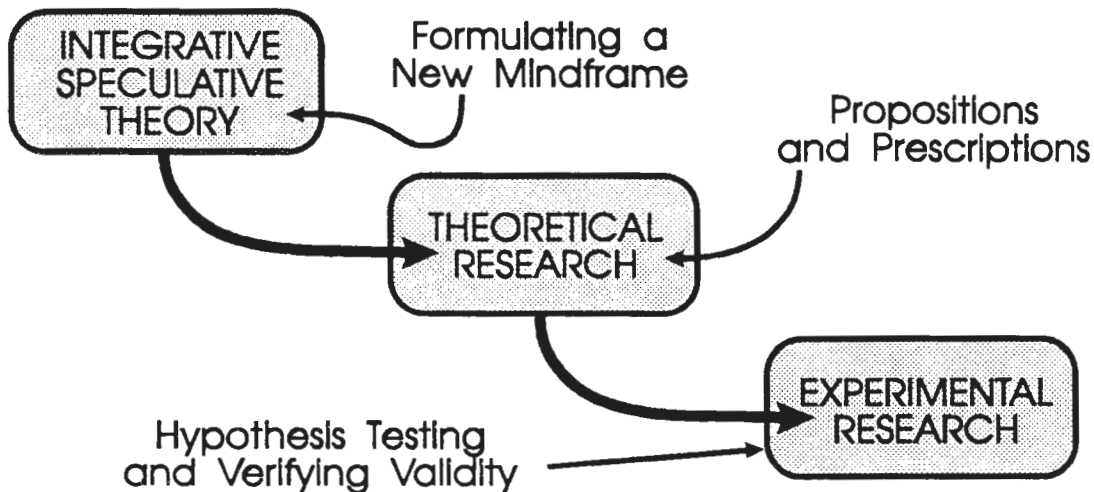 INTEGRATIVE
SPECULATIVE
THEORY
Formulating a
New Mindframe
Propositions
and Prescriptions
THEORETICAL
RESEARCH
EXPERIMENTAL
RESEARCH
Hypothesis Testing
and Verifying Validity